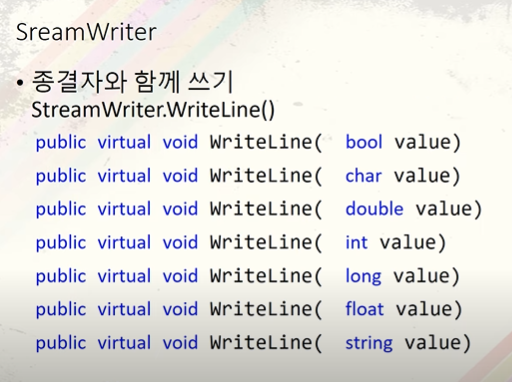 SreamWriter
• 종결자와 함께 쓰기
StreamWriter.WriteLine()
public virtual void WriteLine( bool value)
public virtual void WriteLine( char value)
public virtual void WriteLine( double value)
public virtual void WriteLine( int value)
public virtual void WriteLine( long value)
public virtual void WriteLine( float value)
public virtual void WriteLine( string value)